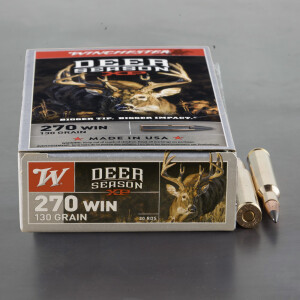 WINCHESTER
DEER
SEASON
XP
BIGGER TIP. BIGGER IMPACT.
270 WIN
130 GRAIN
MADE IN USA
W
DEER
SEASON
XP
270 WIN
130 GRAIN